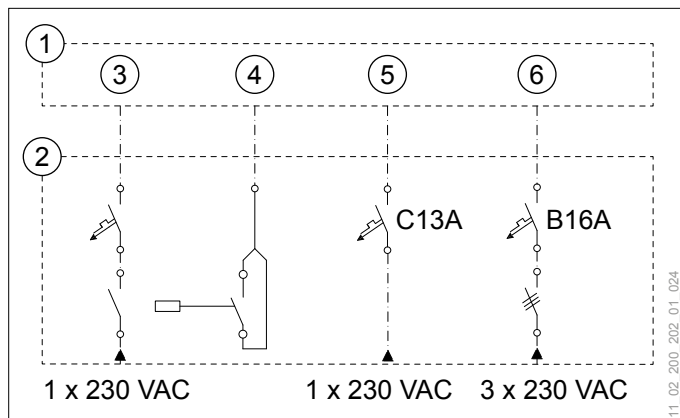 1
3
4
5
6
2
C13A
B16A
1 x 230 VAC
1 x 230 VAC
3 x 230 VAC
11_02_200_202_01_024